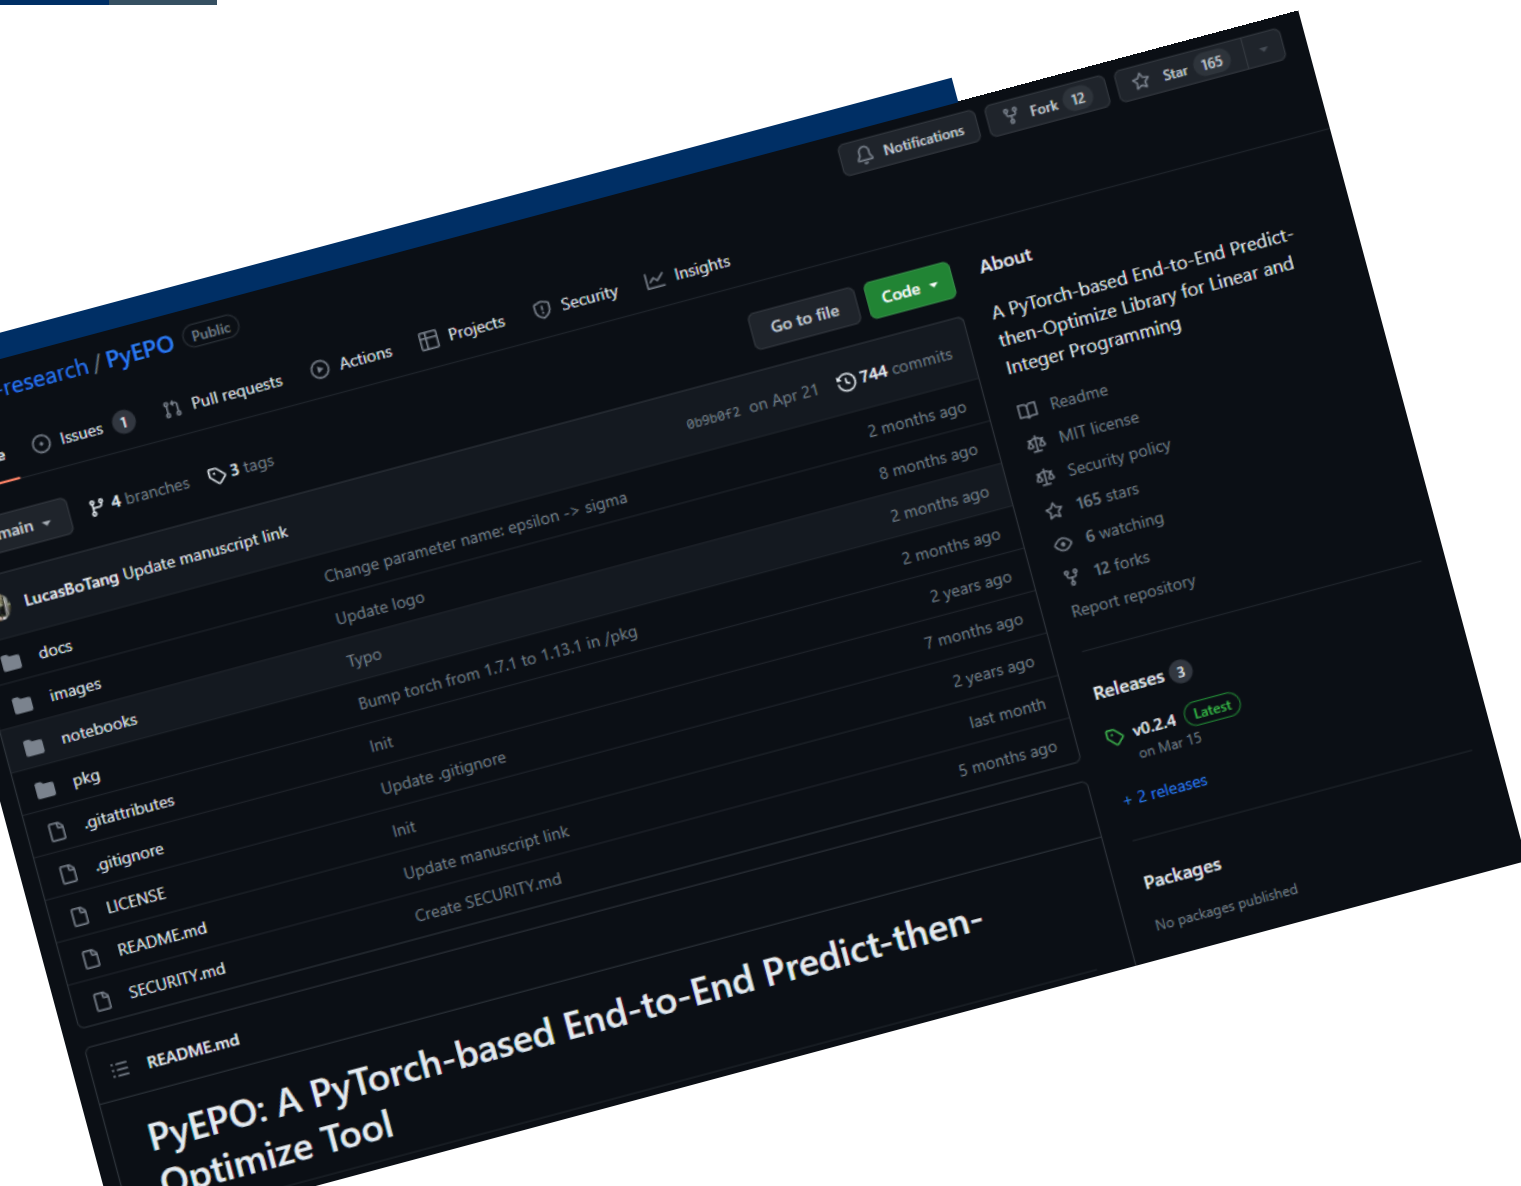 Notifications
Fork 12
Star 165
-research / PyEPO Public
Issues 1
Pull requests
Actions
Projects
Security
Insights
main
4 branches
3 tags
Go to file
Code
LucasBoTang Update manuscript link
0b9b0f2 on Apr 21
744 commits
docs
Change parameter name: epsilon -> sigma
2 months ago
images
Update logo
8 months ago
notebooks
Typo
2 months ago
pkg
Bump torch from 1.7.1 to 1.13.1 in /pkg
2 months ago
.gitattributes
Init
2 years ago
.gitignore
Update .gitignore
7 months ago
LICENSE
Init
2 years ago
README.md
Update manuscript link
last month
SECURITY.md
Create SECURITY.md
5 months ago
README.md
PyEPO: A PyTorch-based End-to-End Predict-then-
Optimize Tool
About
A PyTorch-based End-to-End Predict-
then-Optimize Library for Linear and
Integer Programming
Readme
MIT license
Security policy
165 stars
6 watching
12 forks
Report repository
Releases 3
v0.2.4 Latest
on Mar 15
+ 2 releases
Packages
No packages published